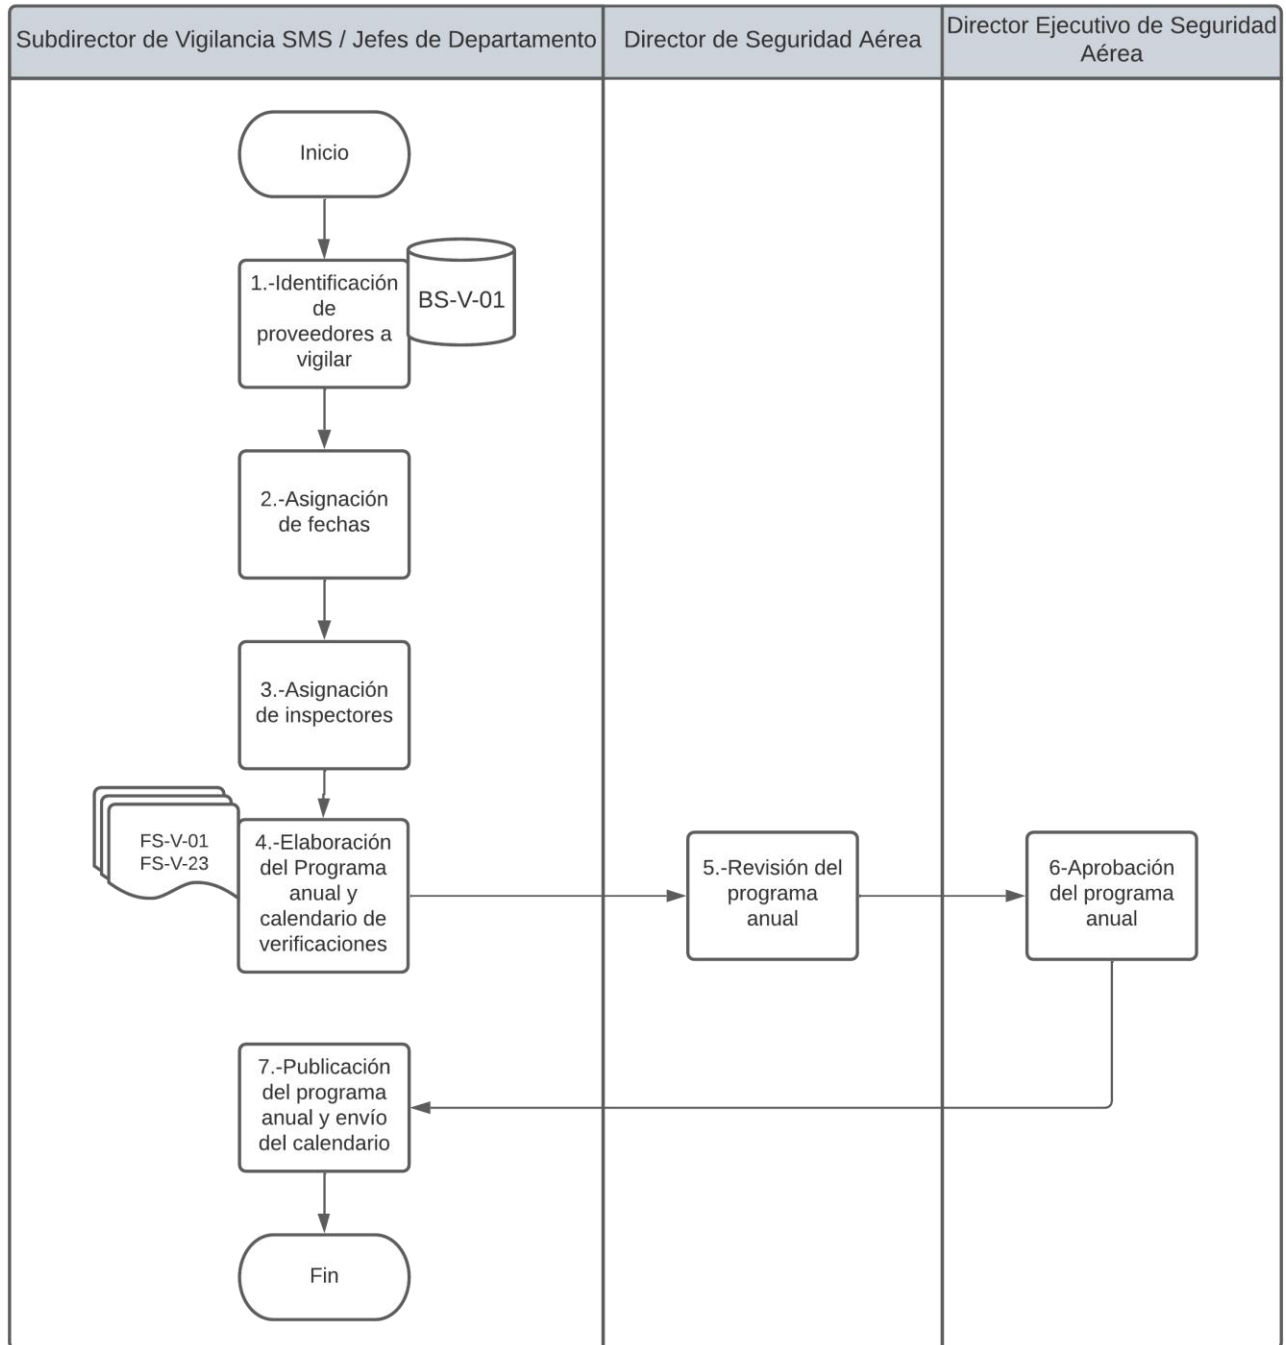 Subdirector de Vigilancia SMS / Jefes de Departamento
Director de Seguridad Aérea
Director Ejecutivo de Seguridad
Aérea
Inicio
1.-Identificación
de
proveedores a
vigilar
BS-V-01
2.-Asignación
de fechas
3.-Asignación
de inspectores
FS-V-01
FS-V-23
4.-Elaboración
del Programa
anual y
calendario de
verificaciones
5.-Revisión del
programa
anual
6-Aprobación
del programa
anual
7.-Publicación
del programa
anual y envío
del calendario
Fin